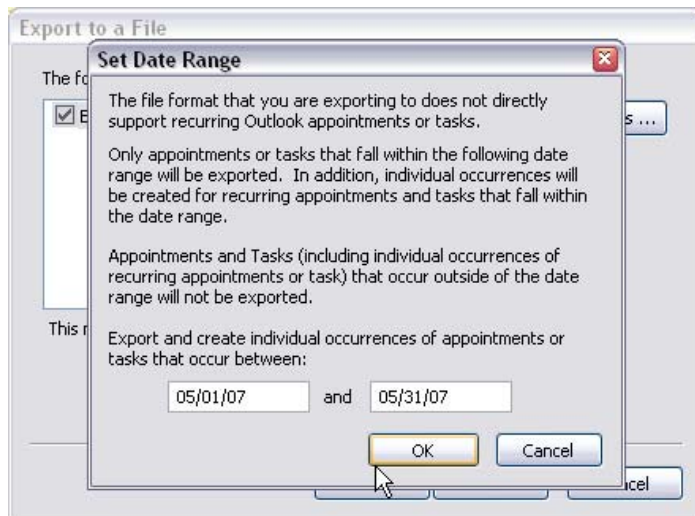 Export to a File
Set Date Range
The
The file format that you are exporting to does not directly
support recurring Outlook appointments or tasks.
Only appointments or tasks that fall within the following date
range will be exported. In addition, individual occurrences will
be created for recurring appointments and tasks that fall within
the date range.
Appointments and Tasks (including individual occurrences of
recurring appointments or task) that occur outside of the date
range will not be exported.
This
Export and create individual occurrences of appointments or
tasks that occur between:
05/01/07 and 05/31/07
OK Cancel